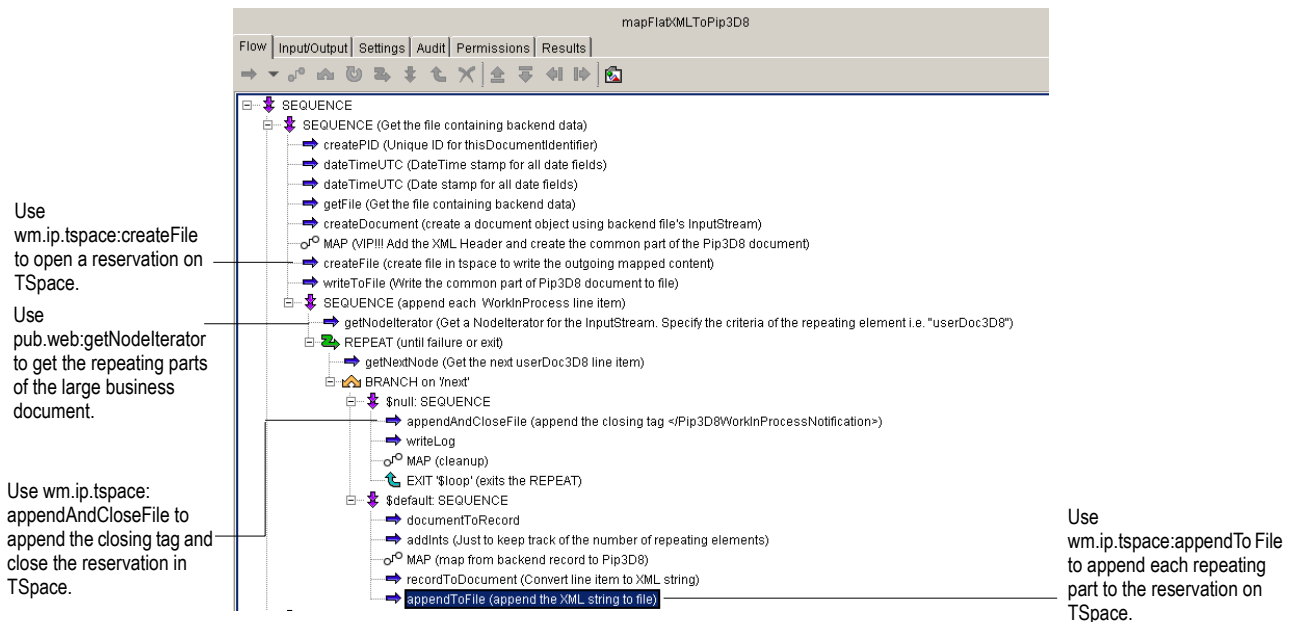 mapFlatXMLToPip3D8
Flow Input/Output Settings Audit Permissions Results
SEQUENCE
SEQUENCE (Get the file containing backend data)
createPID (Unique ID for thisDocumentIdentifier)
dateTimeUTC (DateTime stamp for all date fields)
dateTimeUTC (Date stamp for all date fields)
getFile (Get the file containing backend data)
createDocument (create a document object using backend file's InputStream)
MAP (VIP!!! Add the XML Header and create the common part of the Pip3D8 document)
createFile (create file in tspace to write the outgoing mapped content)
writeToFile (Write the common part of Pip3D8 document to file)
SEQUENCE (append each WorkInProcess line item)
getNodeIterator (Get a NodeIterator for the InputStream. Specify the criteria of the repeating element i.e. "userDoc3D8")
REPEAT (until failure or exit)
getNextNode (Get the next userDoc3D8 line item)
BRANCH on '/next'
$null: SEQUENCE
appendAndCloseFile (append the closing tag </Pip3D8WorkInProcessNotification>)
writeLog
MAP (cleanup)
EXIT '$loop' (exits the REPEAT)
$default: SEQUENCE
documentToRecord
addInts (Just to keep track of the number of repeating elements)
MAP (map from backend record to Pip3D8)
recordToDocument (Convert line item to XML string)
appendToFile (append the XML string to file)
Use
wm.ip.tspace:createFile
to open a reservation on
TSpace.
Use
pub.web:getNodeIterator
to get the repeating parts
of the large business
document.
Use wm.ip.tspace:
appendAndCloseFile to
append the closing tag and
close the reservation in
TSpace.
Use
wm.ip.tspace:appendTo File
to append each repeating
part to the reservation on
TSpace.